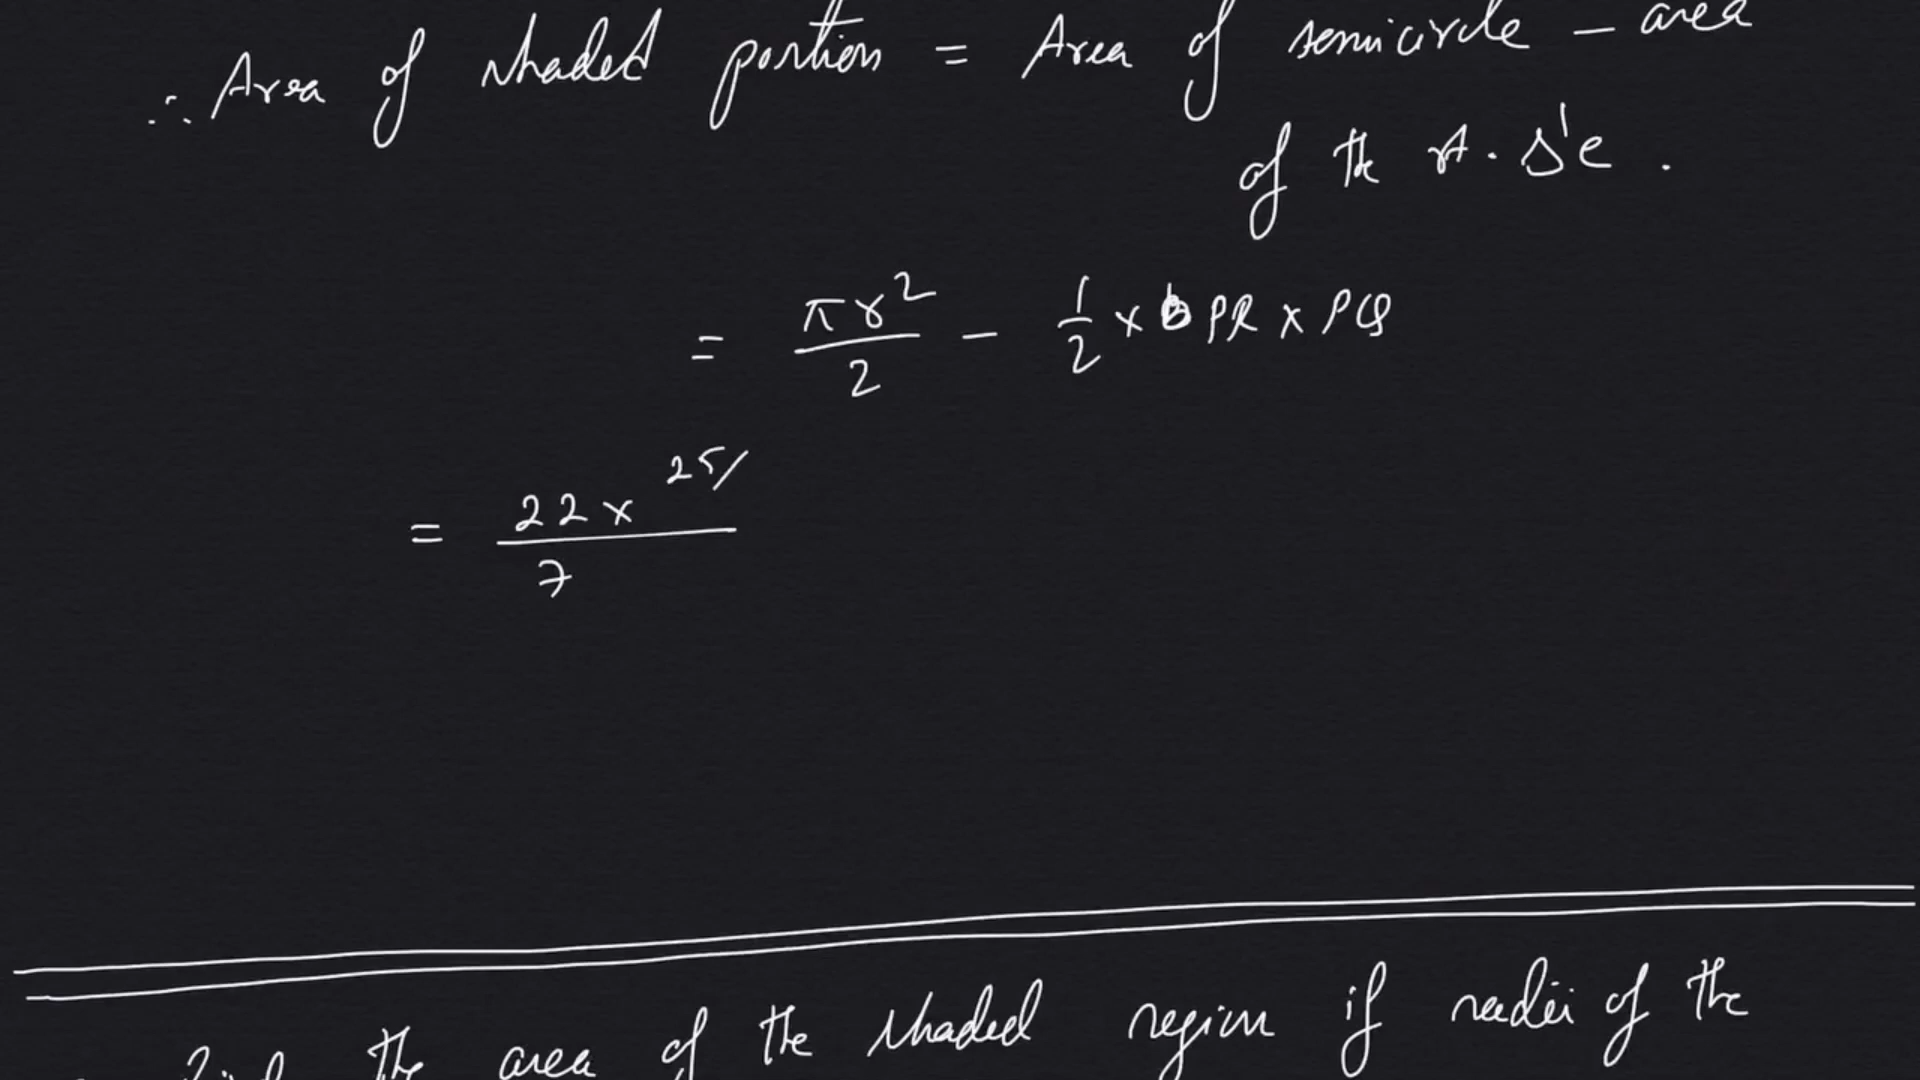 ∴ Area of shaded portion = Area of semicircle – area
of the rt. Δ'e.
= πr²/2 – 1/2 × b PR × PQ
= 22 × 25/ / 7
the area of the shaded region if radii of the